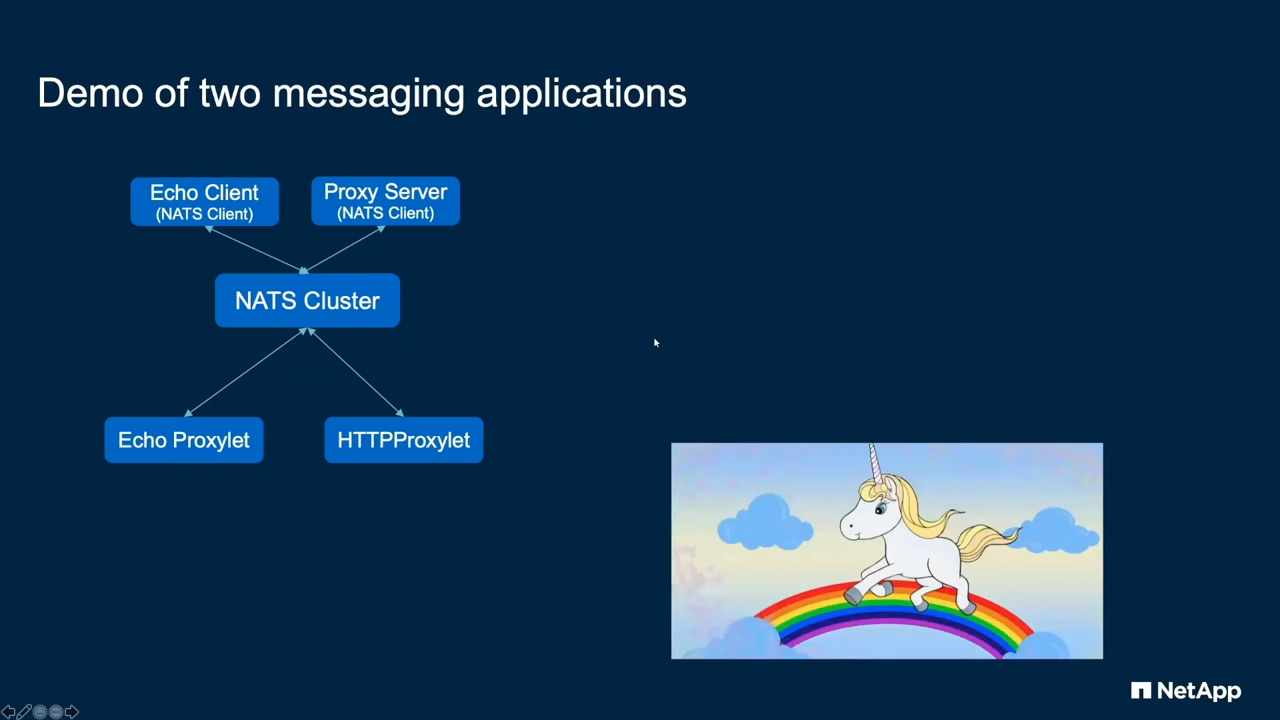 Demo of two messaging applications
Echo Client
(NATS Client)
Proxy Server
(NATS Client)
NATS Cluster
Echo Proxylet
HTTPProxylet
NetApp